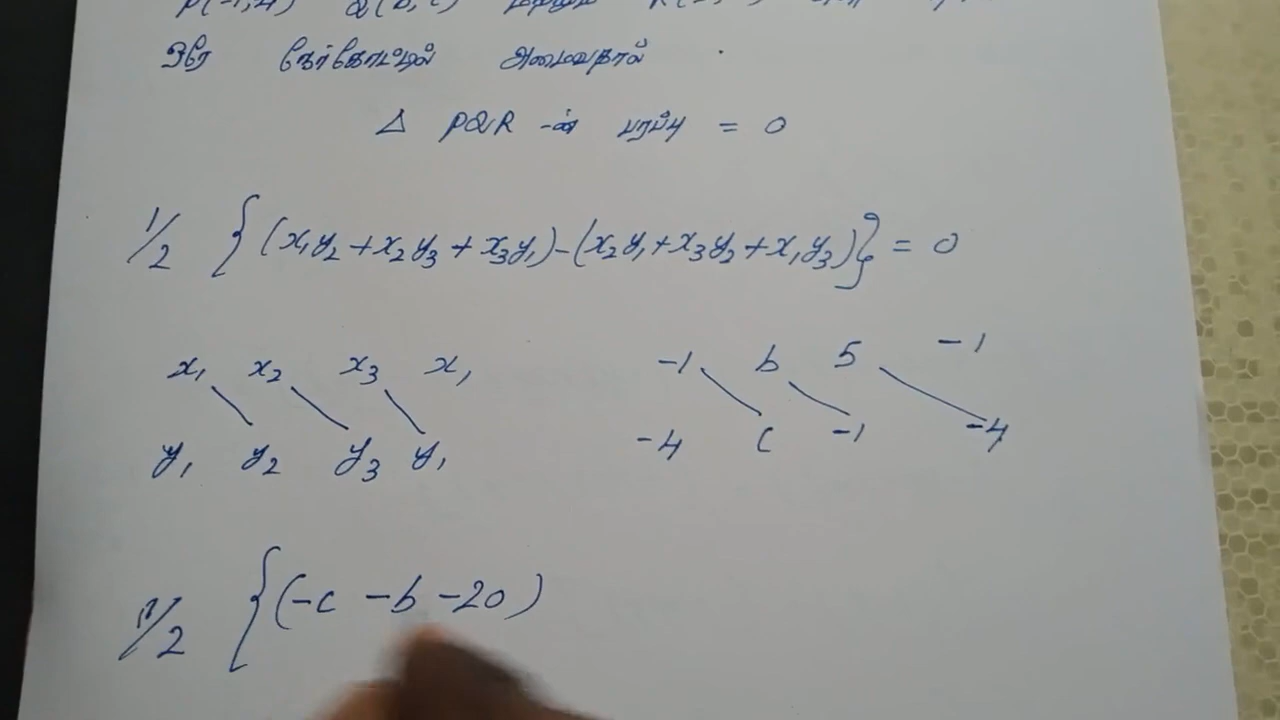 ஒரே நேர்கோட்டில் அமைவதால்
Δ PQR -ன் பரப்பு = 0
1/2 {(x₁y₂ + x₂y₃ + x₃y₁) - (x₂y₁ + x₃y₂ + x₁y₃)} = 0
x₁ x₂ x₃ x₁ -1 b 5 -1
y₁ y₂ y₃ y₁ -4 c -1 -4
1/2 {(-c -b -20)